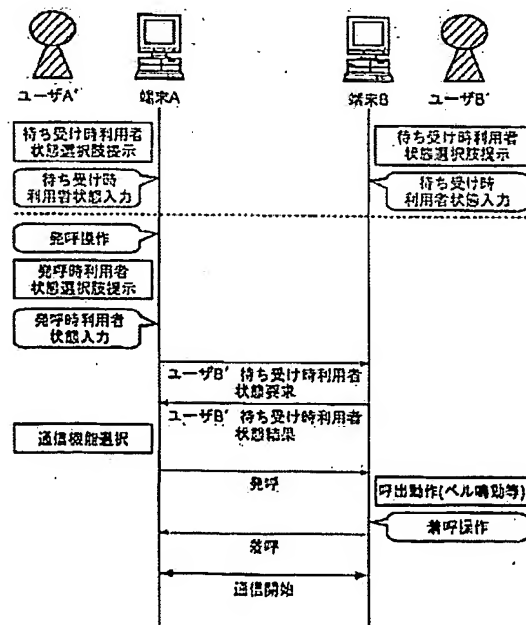 ユーザA'
端末A
端末B
ユーザB'
待ち受け時利用者
状態選択肢提示
待ち受け時利用者
状態選択肢提示
待ち受け時
利用者状態入力
待ち受け時
利用者状態入力
発呼操作
発呼時利用者
状態選択肢提示
発呼時利用者
状態入力
ユーザB' 待ち受け時利用者
状態要求
ユーザB' 待ち受け時利用者
状態結果
通信機能選択
発呼
呼出動作(ベル鳴動等)
着呼操作
着呼
通信開始